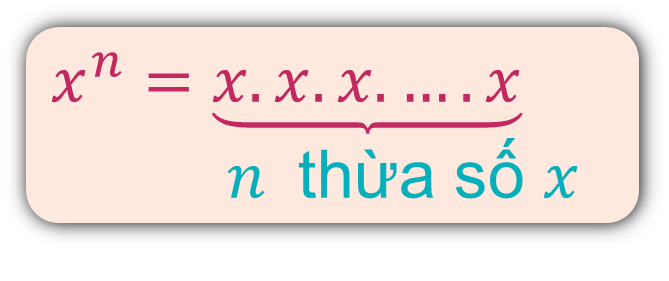 xⁿ = x. x. x. … . x
n thừa số x